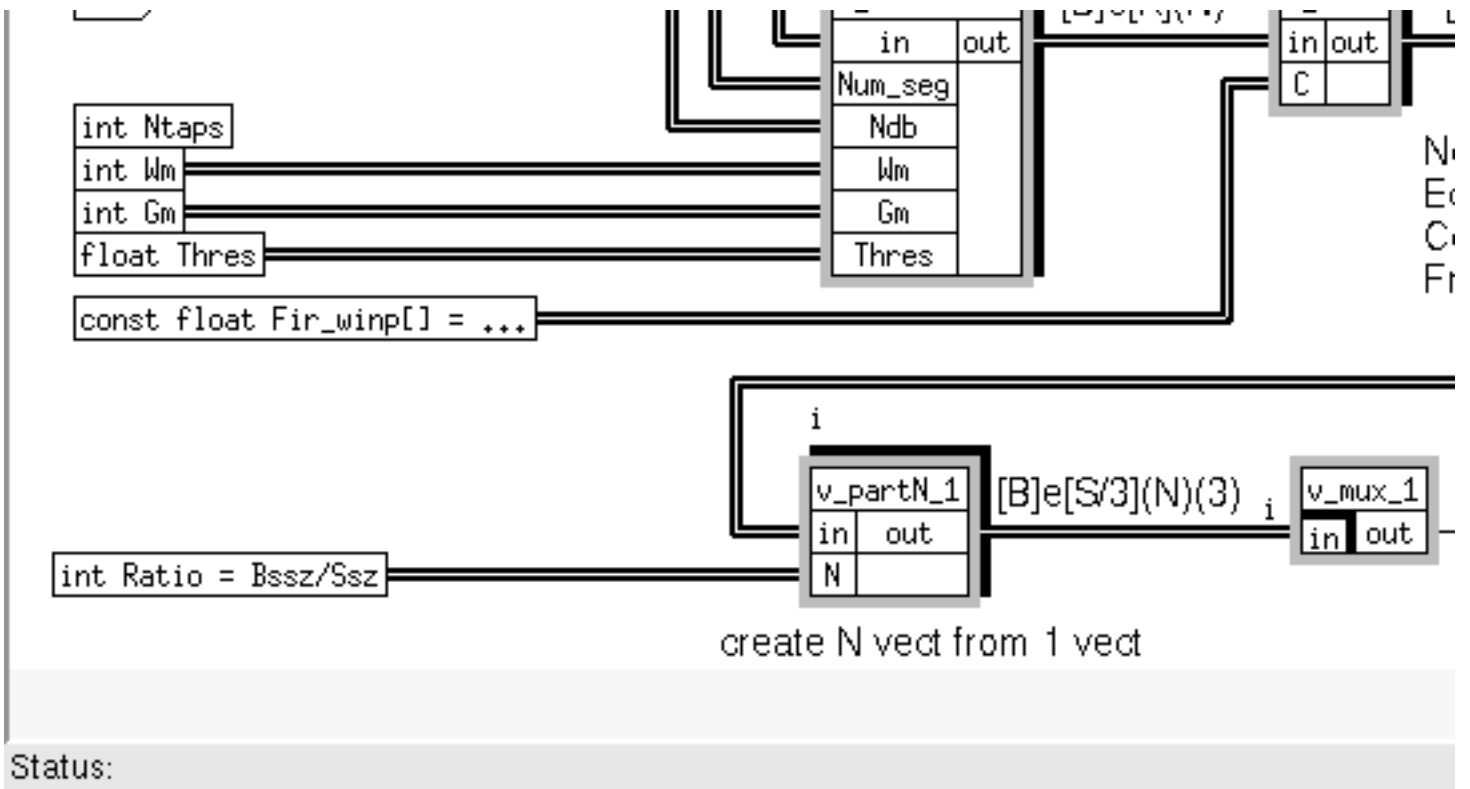 in out
in out
Num_seg
C
int Ntaps
Ndb
int Wm
Wm
int Gm
Gm
float Thres
Thres
const float Fir_winp[] = ...
i
v_partN_1
[B]e[S/3](N)(3)
i
v_mux_1
in out
in out
int Ratio = Bssz/Ssz
N
create N vect from 1 vect
Status: